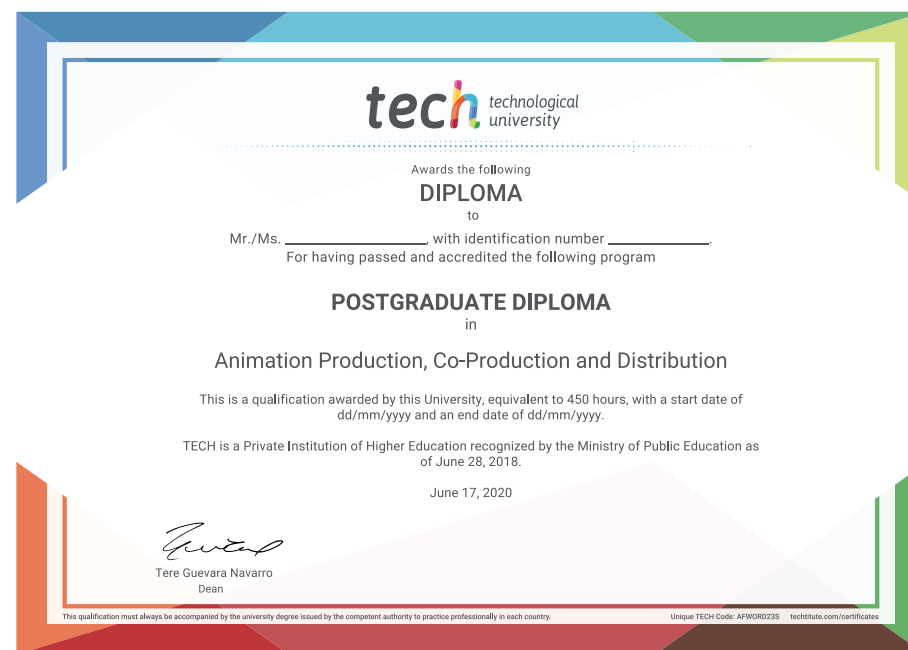 tech technological
university
Awards the following
DIPLOMA
to
Mr./Ms. ____________________, with identification number ______________.
For having passed and accredited the following program
POSTGRADUATE DIPLOMA
in
Animation Production, Co-Production and Distribution
This is a qualification awarded by this University, equivalent to 450 hours, with a start date of
dd/mm/yyyy and an end date of dd/mm/yyyy.
TECH is a Private Institution of Higher Education recognized by the Ministry of Public Education as
of June 28, 2018.
June 17, 2020
Tere Guevara Navarro
Dean
This qualification must always be accompanied by the university degree issued by the competent authority to practice professionally in each country. Unique TECH Code: AFWORD23S techtitute.com/certificates